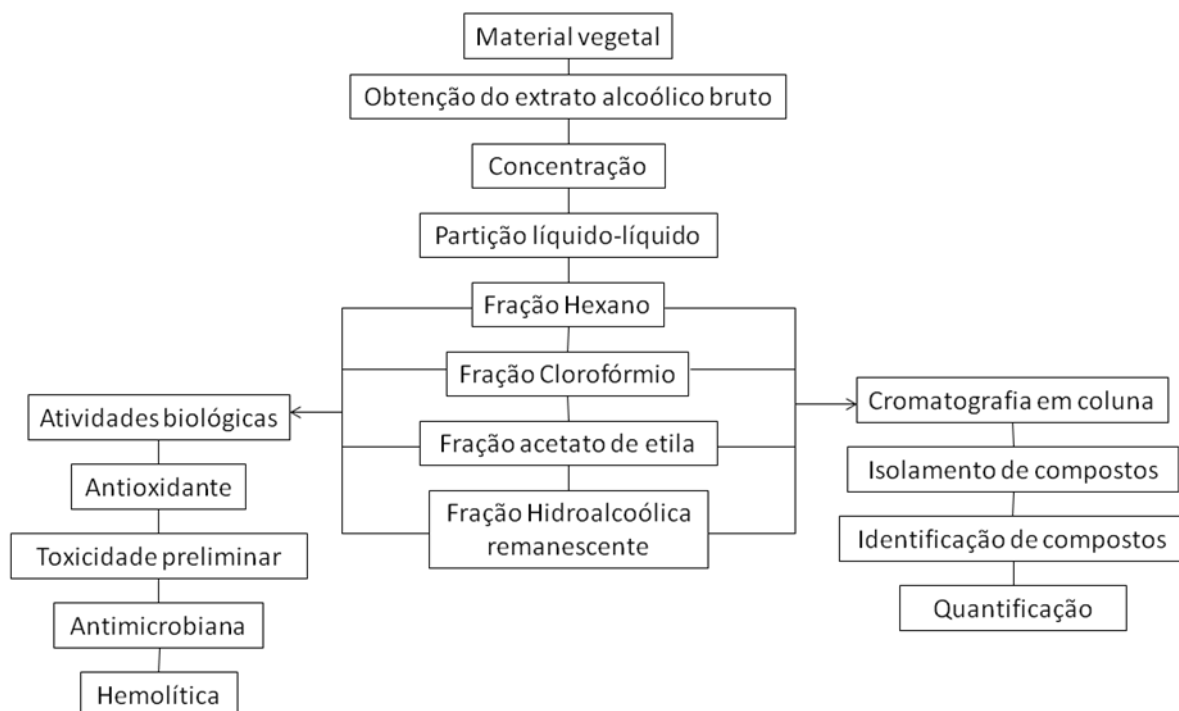 Material vegetal
Obtenção do extrato alcoólico bruto
Concentração
Partição líquido-líquido
Fração Hexano
Fração Clorofórmio
Fração acetato de etila
Fração Hidroalcoólica
remanescente
Atividades biológicas
Antioxidante
Toxicidade preliminar
Antimicrobiana
Hemolítica
Cromatografia em coluna
Isolamento de compostos
Identificação de compostos
Quantificação